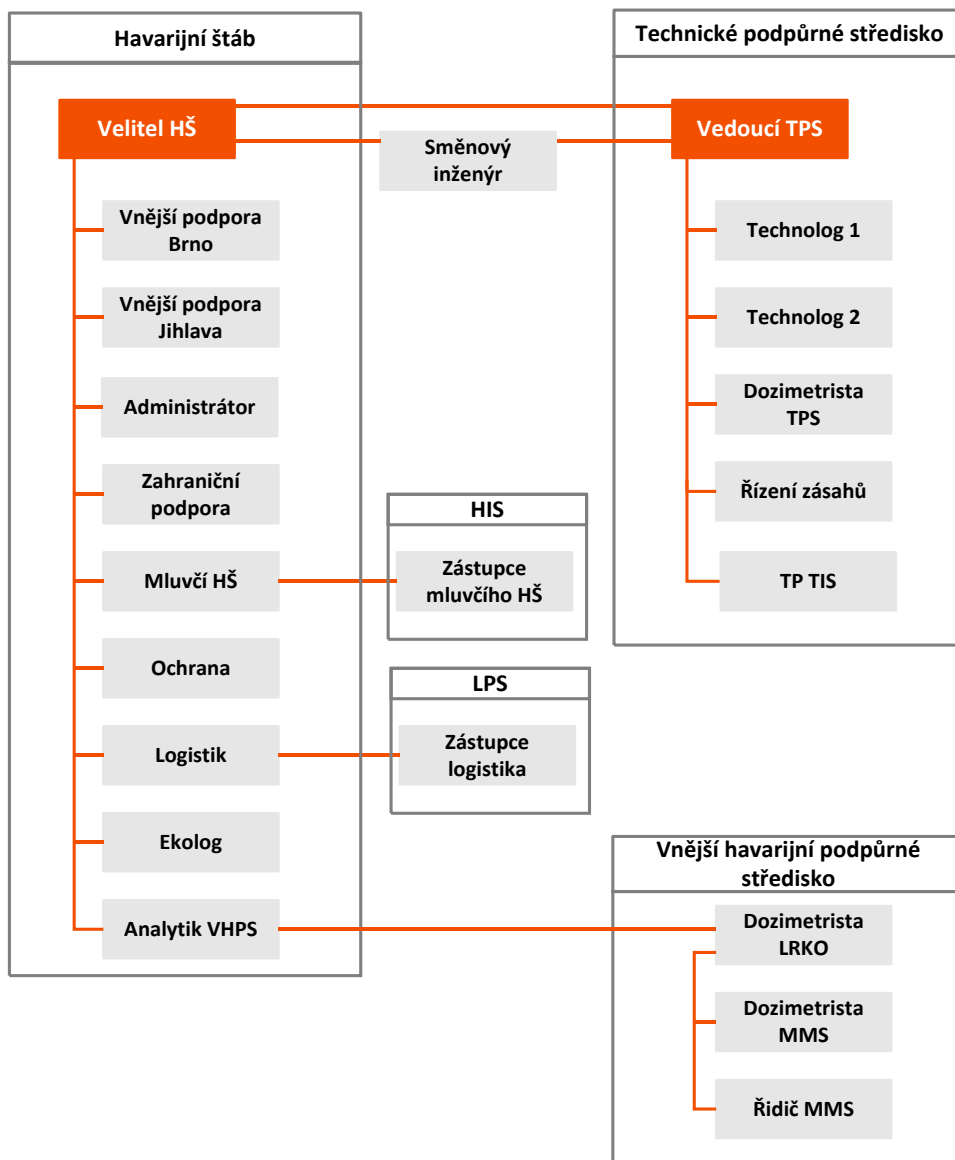 Havarijní štáb
Velitel HŠ
Vnější podpora
Brno
Vnější podpora
Jihlava
Administrátor
Zahraniční
podpora
Mluvčí HŠ
Ochrana
Logistik
Ekolog
Analytik VHPS
Směnový
inženýr
HIS
Zástupce
mluvčího HŠ
LPS
Zástupce
logistika
Technické podpůrné středisko
Vedoucí TPS
Technolog 1
Technolog 2
Dozimetrista
TPS
Řízení zásahů
TP TIS
Vnější havarijní podpůrné
středisko
Dozimetrista
LRKO
Dozimetrista
MMS
Řidič MMS